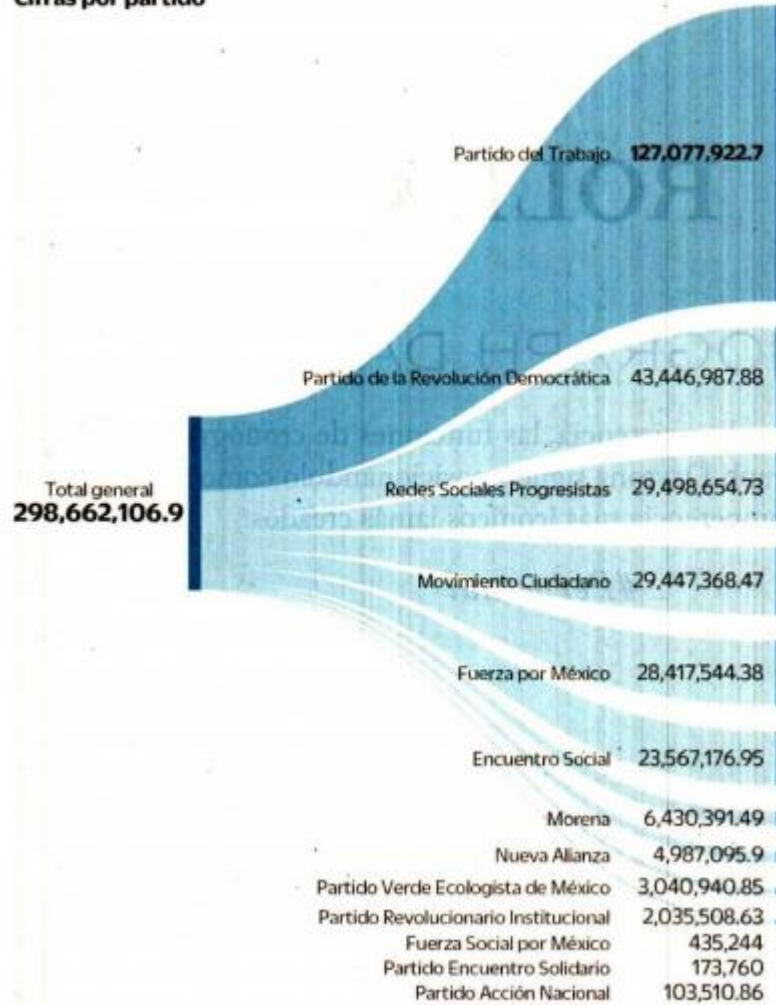 Cifras por partido
Partido del Trabajo 127,077,922.7
Partido de la Revolución Democrática 43,446,987.88
Total general
298,662,106.9
Redes Sociales Progresistas 29,498,654.73
Movimiento Ciudadano 29,447,368.47
Fuerza por México 28,417,544.38
Encuentro Social 23,567,176.95
Morena 6,430,391.49
Nueva Alianza 4,987,095.9
Partido Verde Ecologista de México 3,040,940.85
Partido Revolucionario Institucional 2,035,508.63
Fuerza Social por México 435,244
Partido Encuentro Solidario 173,760
Partido Acción Nacional 103,510.86